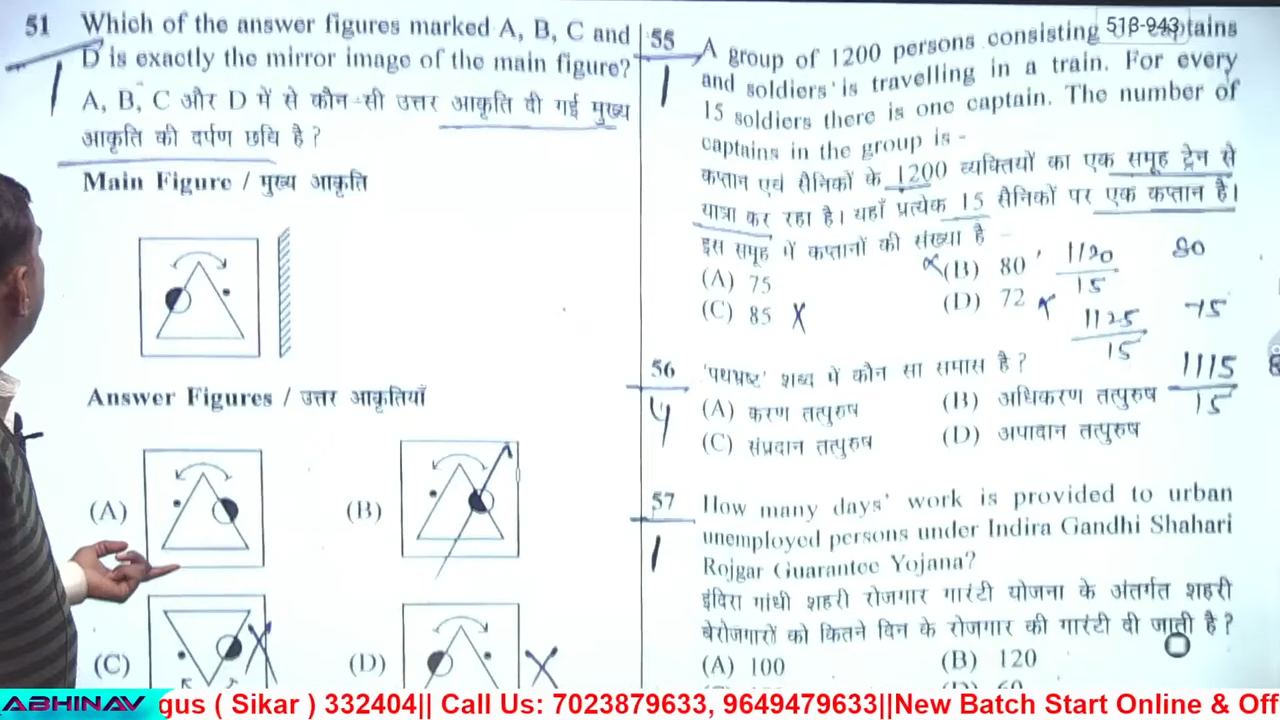 51 Which of the answer figures marked A, B, C and
D is exactly the mirror image of the main figure?
1
A, B, C और D में से कौन-सी उत्तर आकृति दी गई मुख्य
आकृति की दर्पण छवि है ?
Main Figure / मुख्य आकृति
Answer Figures / उत्तर आकृतियाँ
(A)
(B)
(C)
(D)
518-943
55 A group of 1200 persons consisting captains
and soldiers is travelling in a train. For every
1
15 soldiers there is one captain. The number of
captains in the group is -
कप्तान एवं सैनिकों के 1200 व्यक्तियों का एक समूह ट्रेन से
यात्रा कर रहा है। यहाँ प्रत्येक 15 सैनिकों पर एक कप्तान है।
इस समूह में कप्तानों की संख्या है -
(A) 75 (B) 80
(C) 85 (D) 72
1120
15
80
1125
15
75
1115
15
56 'पथभ्रष्ट' शब्द में कौन सा समास है ?
4
(A) करण तत्पुरुष (B) अधिकरण तत्पुरुष
(C) संप्रदान तत्पुरुष (D) अपादान तत्पुरुष
57 How many days' work is provided to urban
unemployed persons under Indira Gandhi Shahari
1
Rojgar Guarantee Yojana?
इंदिरा गांधी शहरी रोजगार गारंटी योजना के अंतर्गत शहरी
बेरोजगारों को कितने दिन के रोजगार की गारंटी दी जाती है ?
(A) 100 (B) 120
ABHINAV
gus ( Sikar ) 332404|| Call Us: 7023879633, 9649479633||New Batch Start Online & Off